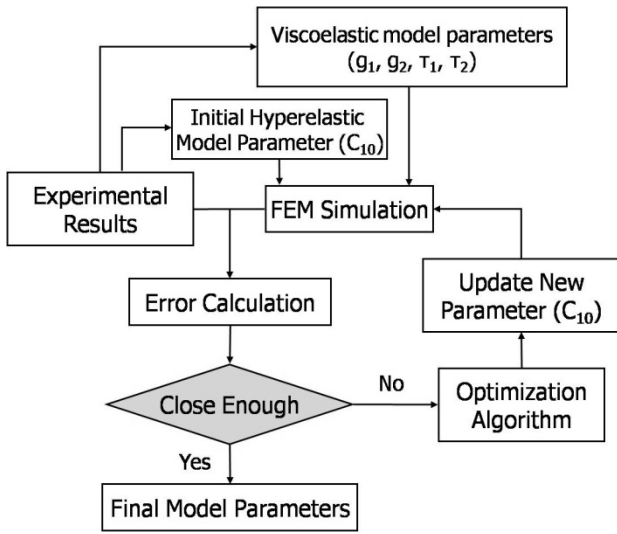 Viscoelastic model parameters
(g₁, g₂, τ₁, τ₂)
Initial Hyperelastic
Model Parameter (C₁₀)
Experimental
Results
FEM Simulation
Error Calculation
Update New
Parameter (C₁₀)
Close Enough
No
Optimization
Algorithm
Yes
Final Model Parameters